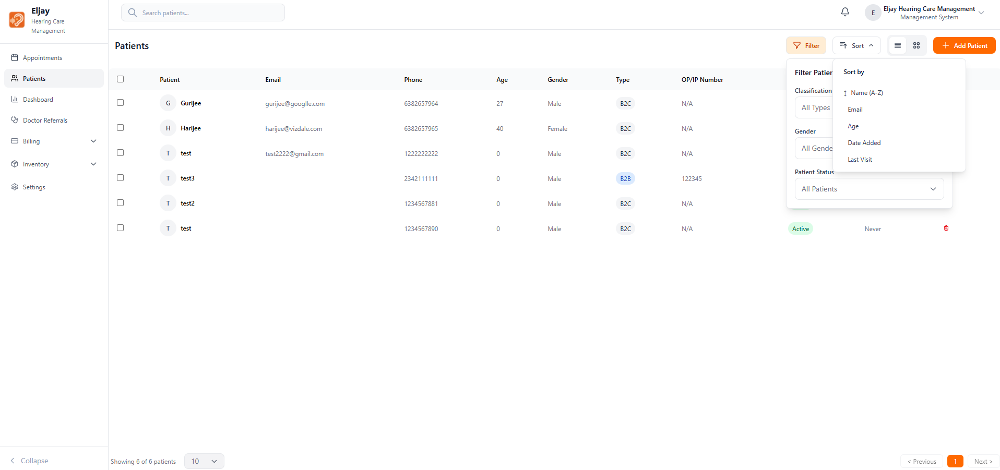 Eljay
Hearing Care
Management
Search patients...
E
Eljay Hearing Care Management
Management System
Appointments
Patients
Dashboard
Doctor Referrals
Billing
Inventory
Settings
Collapse
Patients
Filter
Sort
Add Patient
Patient Email Phone Age Gender Type OP/IP Number
G Gurijee gurijee@googlle.com 6382657964 27 Male B2C N/A
H Harijee harijee@vizdale.com 6382657965 40 Female B2C N/A
T test test2222@gmail.com 1222222222 0 Male B2C N/A
T test3 2342111111 0 Male B2B 122345
T test2 1234567881 0 Male B2C N/A
T test 1234567890 0 Male B2C N/A Active Never
Filter Patien
Classification
All Types
Gender
All Gende
Patient Status
All Patients
Sort by
Name (A-Z)
Email
Age
Date Added
Last Visit
Showing 6 of 6 patients 10
< Previous 1 Next >